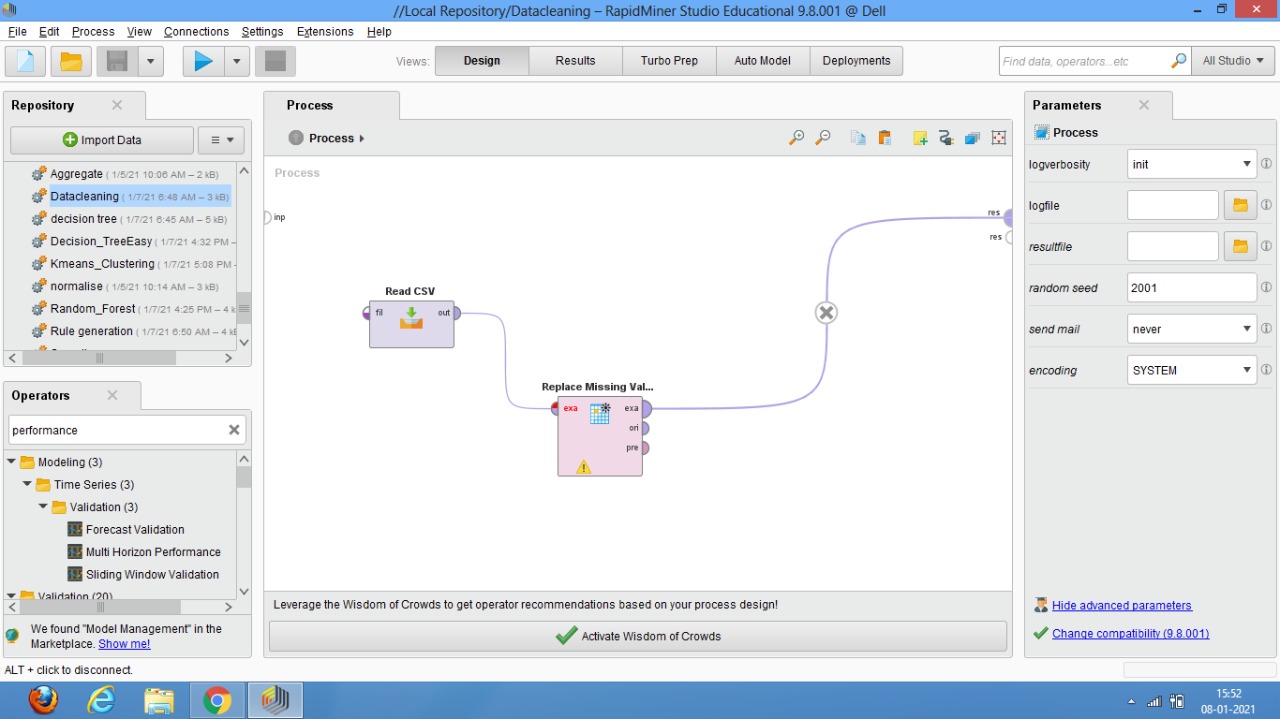 //Local Repository/Datacleaning – RapidMiner Studio Educational 9.8.001 @ Dell
File Edit Process View Connections Settings Extensions Help
Views: Design Results Turbo Prep Auto Model Deployments
Find data, operators...etc
All Studio
Repository
Import Data
Aggregate ( 1/5/21 10:06 AM – 2 kB)
Datacleaning ( 1/7/21 6:48 AM – 3 kB)
decision tree ( 1/7/21 6:45 AM – 5 kB)
Decision_TreeEasy ( 1/7/21 4:32 PM –
Kmeans_Clustering ( 1/7/21 5:08 PM
normalise ( 1/5/21 10:14 AM – 3 kB)
Random_Forest ( 1/7/21 4:25 PM – 4 k
Rule generation ( 1/7/21 6:50 AM – 4 k
Operators
performance
Modeling (3)
Time Series (3)
Validation (3)
Forecast Validation
Multi Horizon Performance
Sliding Window Validation
Validation (20)
We found "Model Management" in the
Marketplace. Show me!
Process
Process
Process
inp
res
res
Read CSV
fil out
Replace Missing Val...
exa exa
ori
pre
Leverage the Wisdom of Crowds to get operator recommendations based on your process design!
Activate Wisdom of Crowds
Parameters
Process
logverbosity init
logfile
resultfile
random seed 2001
send mail never
encoding SYSTEM
Hide advanced parameters
Change compatibility (9.8.001)
ALT + click to disconnect.
15:52
08-01-2021